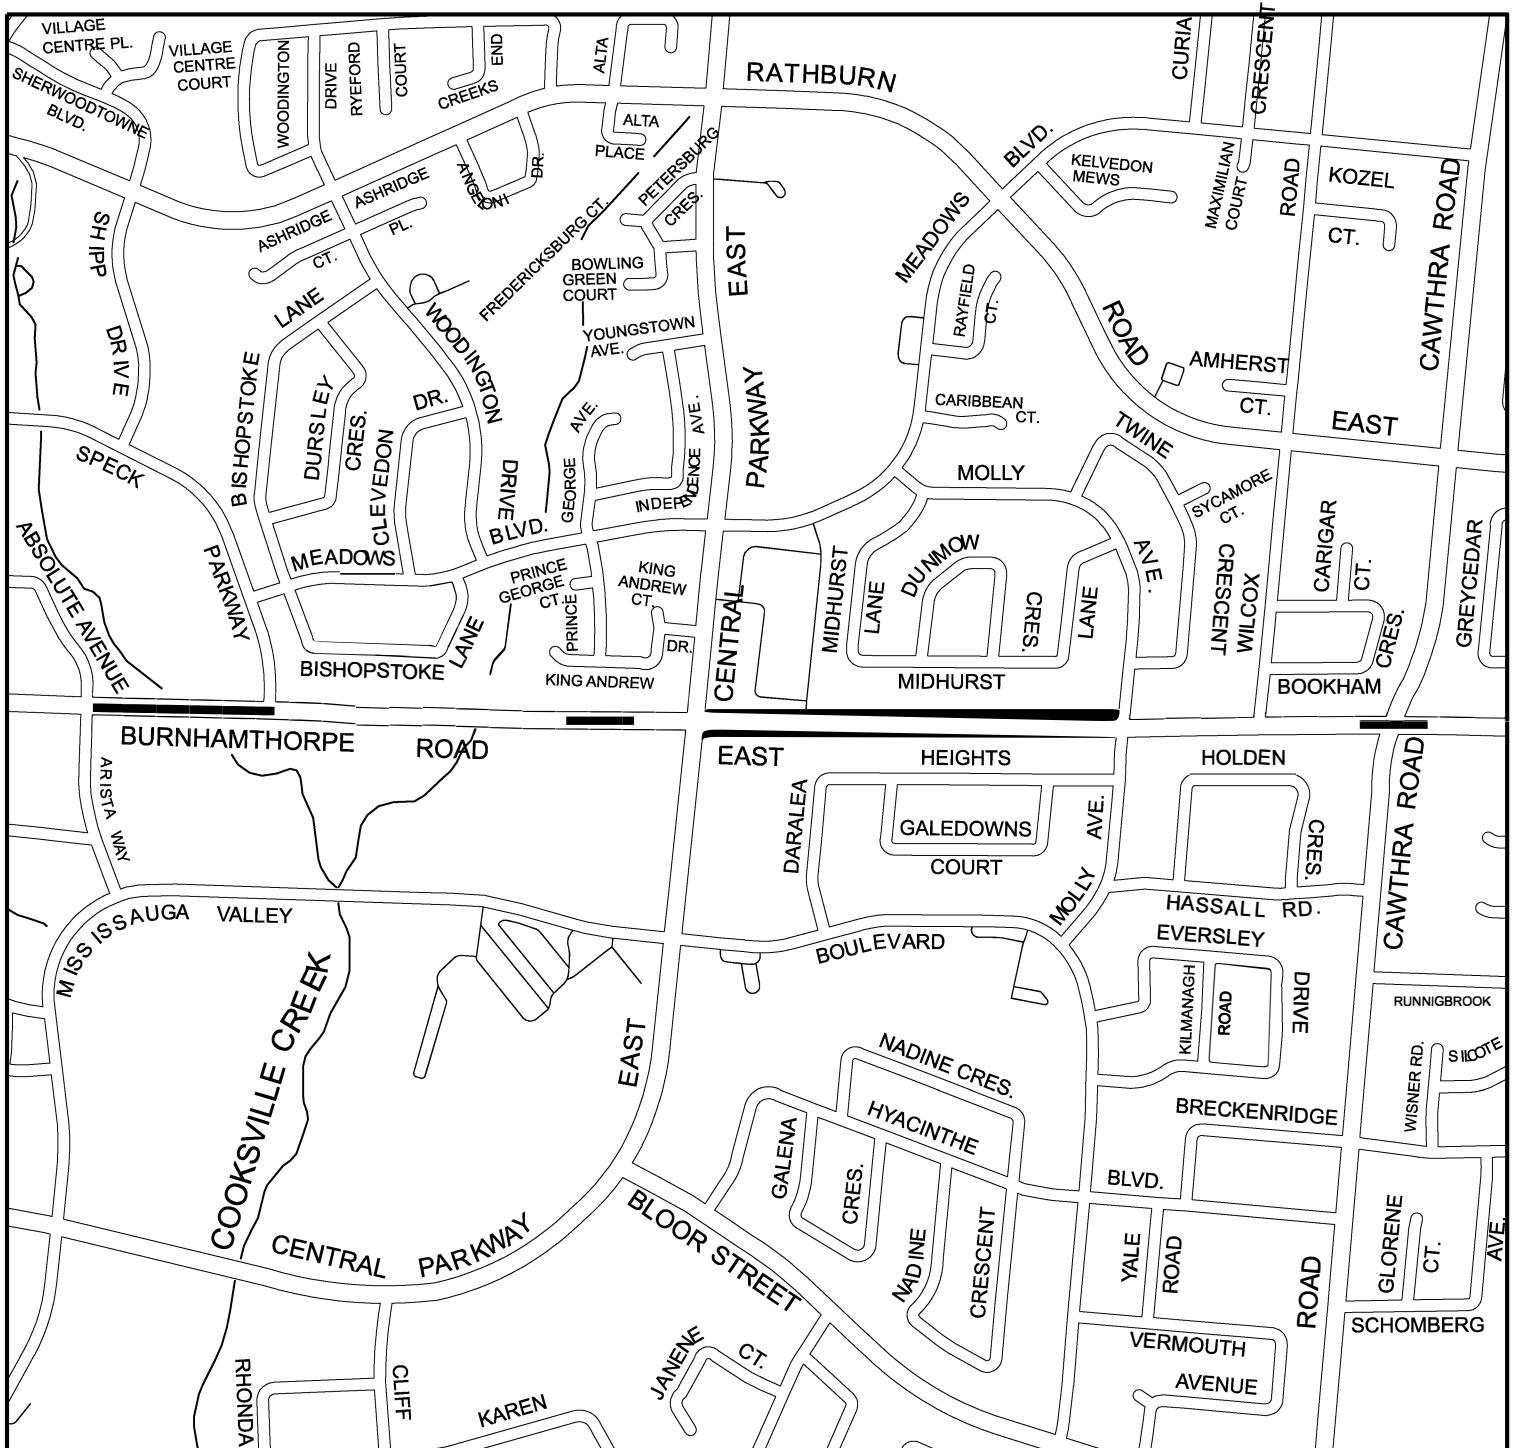 VILLAGE
CENTRE PL.
VILLAGE
CENTRE
COURT
SHERWOODTOWNE
BLVD.
WOODINGTON
DRIVE
RYEFORD
COURT
END
CREEKS
ALTA
ALTA
PLACE
RATHBURN
CURIA
CRESCENT
BLVD.
KELVEDON
MEWS
MAXIMILIAN
COURT
ROAD
KOZEL
CT.
CAWTHRA ROAD
SHIPP
DRIVE
ASHRIDGE
PL.
ASHRIDGE
CT.
ANGELONI
DR.
PETERSBURG
CRES.
FREDERICKSBURG CT.
BOWLING
GREEN
COURT
YOUNGSTOWN
AVE.
EAST
PARKWAY
MEADOWS
RAYFIELD
CT.
ROAD
AMHERST
CT.
EAST
LANE
BISHOPSTOKE
DURSLEY
CRES.
CLEVEDON
DR.
WOODINGTON
DRIVE
GEORGE
AVE.
INDEPENDENCE
AVE.
CARIBBEAN
CT.
TWINE
MOLLY
AVE.
SYCAMORE
CT.
SPECK
PARKWAY
ABSOLUTE AVENUE
MEADOWS
BLVD.
PRINCE
GEORGE
CT.
PRINCE
KING
ANDREW
CT.
DR.
KING ANDREW
BISHOPSTOKE
LANE
CENTRAL
MIDHURST
LANE
DUNMOW
CRES.
LANE
MIDHURST
WILCOX
CRESCENT
CARIGAR
CT.
BOOKHAM
CRES.
GREYCEDAR
BURNHAMTHORPE
ROAD
EAST
ARISTA WAY
HEIGHTS
DARALEA
GALEDOWNS
COURT
MOLLY
AVE.
HOLDEN
CRES.
HASSALL RD.
CAWTHRA ROAD
MISSISSAUGA
VALLEY
BOULEVARD
EVERSLEY
DRIVE
KILMANAGH
ROAD
RUNNIGBROOK
WISNER RD.
SILCOTE
COOKSVILLE CREEK
EAST
NADINE CRES.
HYACINTHE
BLVD.
GALENA
CRES.
NADINE
CRESCENT
BRECKENRIDGE
YALE
ROAD
ROAD
GLORENE
CT.
AVE.
SCHOMBERG
CENTRAL
PARKWAY
BLOOR STREET
VERMOUTH
AVENUE
RHONDA
CLIFF
KAREN
JANENE
CT.